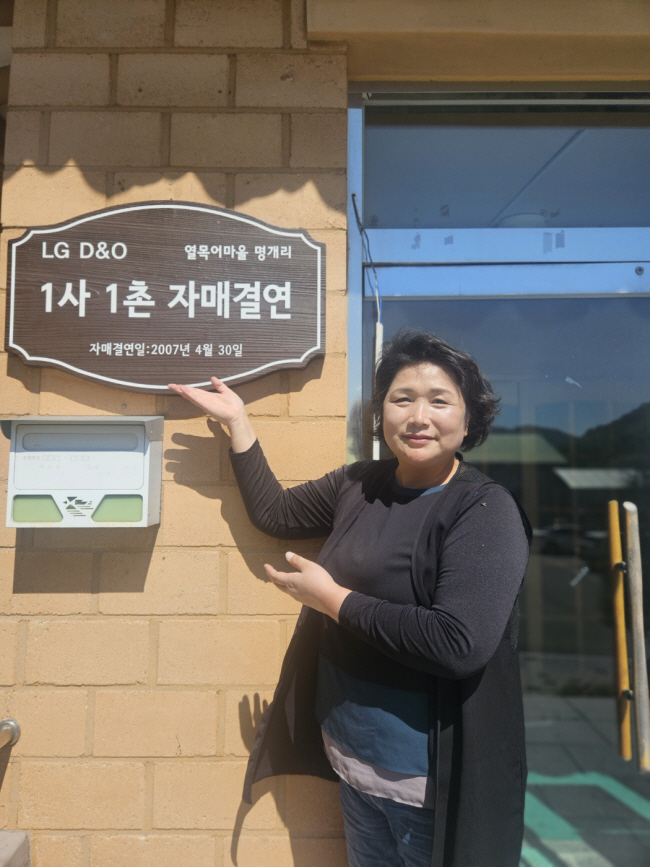 LG D&O 열목어마을 명개리
1사 1촌 자매결연
자매결연일:2007년 4월 30일